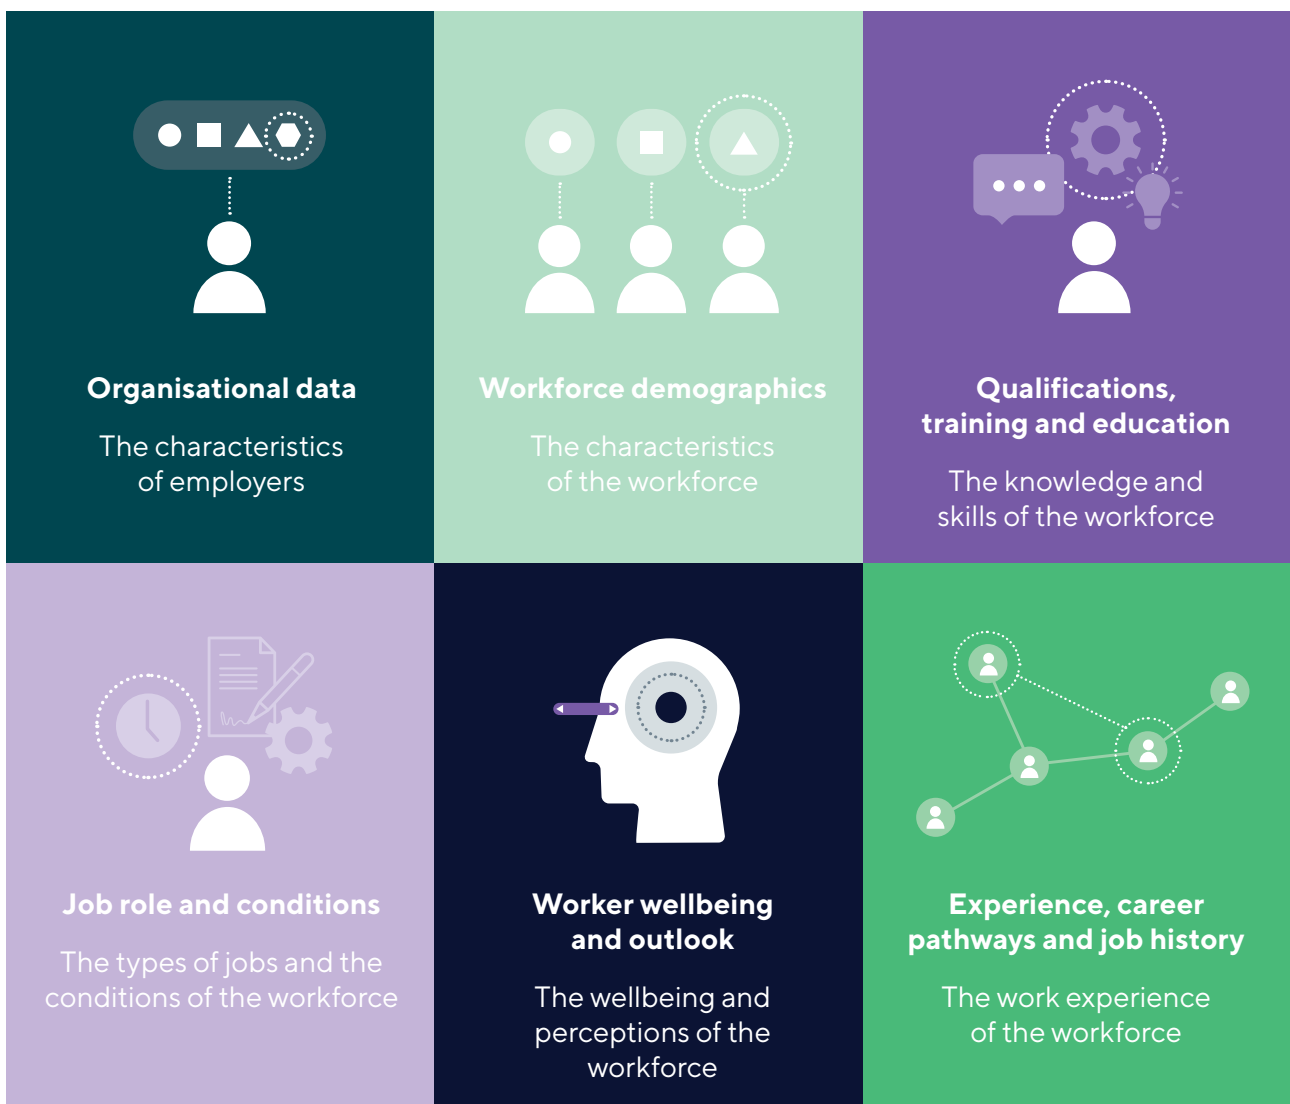 Organisational data
The characteristics
of employers
Workforce demographics
The characteristics
of the workforce
Qualifications,
training and education
The knowledge and
skills of the workforce
Job role and conditions
The types of jobs and the
conditions of the workforce
Worker wellbeing
and outlook
The wellbeing and
perceptions of the
workforce
Experience, career
pathways and job history
The work experience
of the workforce